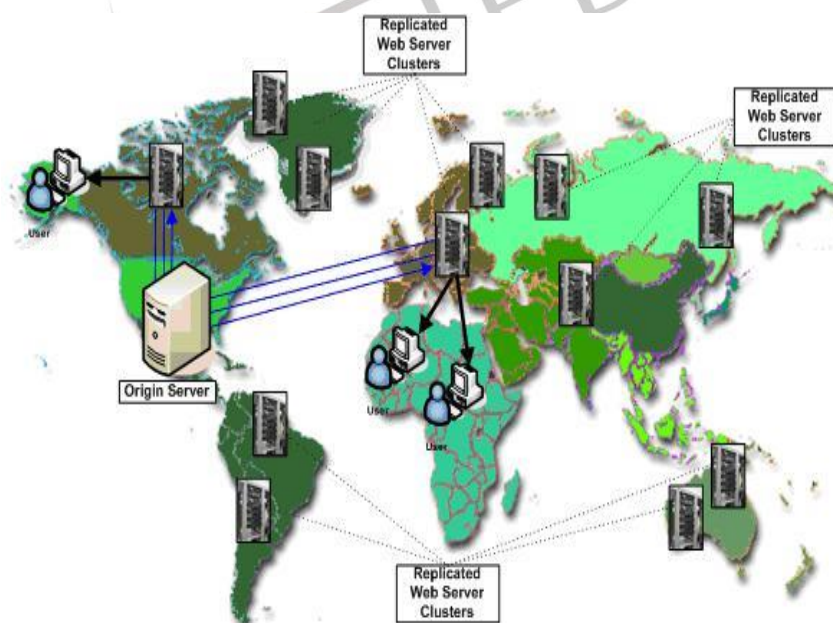 Replicated
Web Server
Clusters
Replicated
Web Server
Clusters
User
Origin Server
User
User
Replicated
Web Server
Clusters